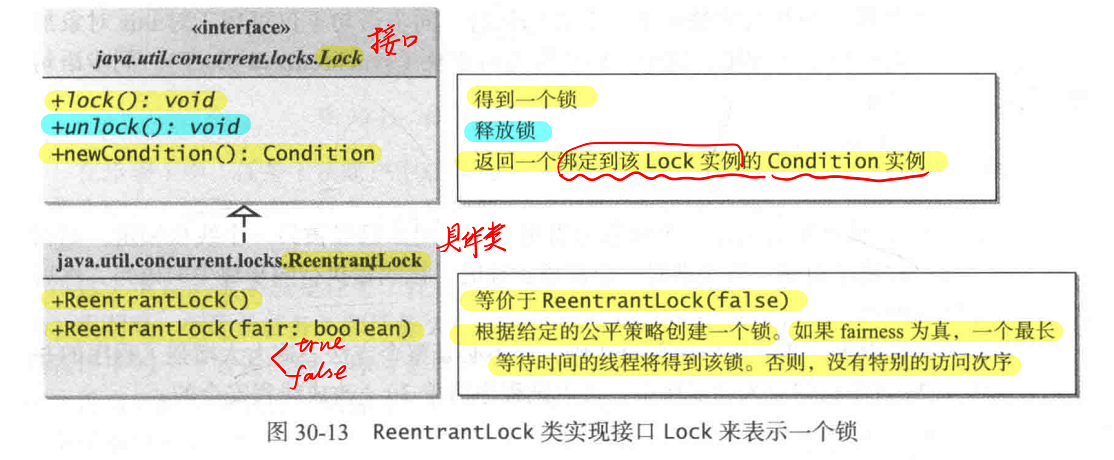 «interface»
java.util.concurrent.locks.Lock
接口
+lock(): void
+unlock(): void
+newCondition(): Condition
得到一个锁
释放锁
返回一个绑定到该 Lock 实例的 Condition 实例
具体类
java.util.concurrent.locks.ReentrantLock
+ReentrantLock()
+ReentrantLock(fair: boolean)
true
false
等价于 ReentrantLock(false)
根据给定的公平策略创建一个锁。如果 fairness 为真，一个最长
等待时间的线程将得到该锁。否则，没有特别的访问次序
图 30-13 ReentrantLock 类实现接口 Lock 来表示一个锁